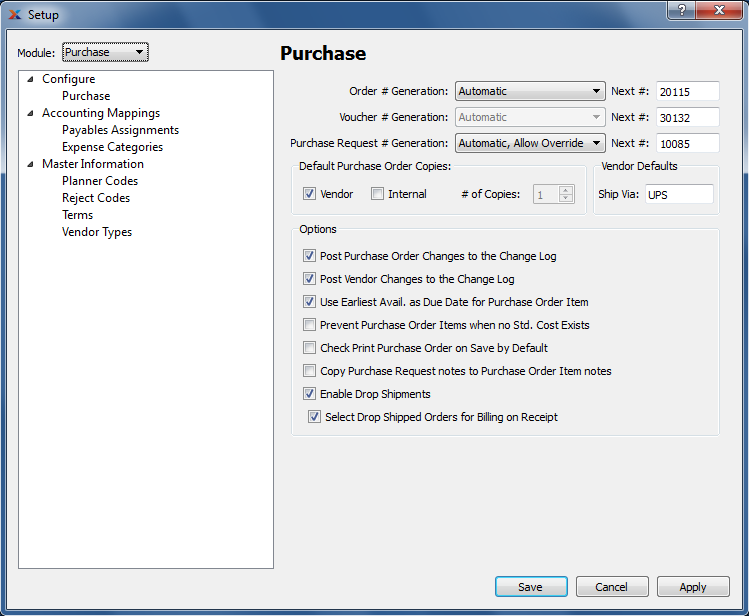 Setup
?
Module: Purchase
Configure
Purchase
Accounting Mappings
Payables Assignments
Expense Categories
Master Information
Planner Codes
Reject Codes
Terms
Vendor Types
Purchase
Order # Generation: Automatic Next #: 20115
Voucher # Generation: Automatic Next #: 30132
Purchase Request # Generation: Automatic, Allow Override Next #: 10085
Default Purchase Order Copies:
Vendor Internal # of Copies: 1
Vendor Defaults
Ship Via: UPS
Options
Post Purchase Order Changes to the Change Log
Post Vendor Changes to the Change Log
Use Earliest Avail. as Due Date for Purchase Order Item
Prevent Purchase Order Items when no Std. Cost Exists
Check Print Purchase Order on Save by Default
Copy Purchase Request notes to Purchase Order Item notes
Enable Drop Shipments
Select Drop Shipped Orders for Billing on Receipt
Save Cancel Apply